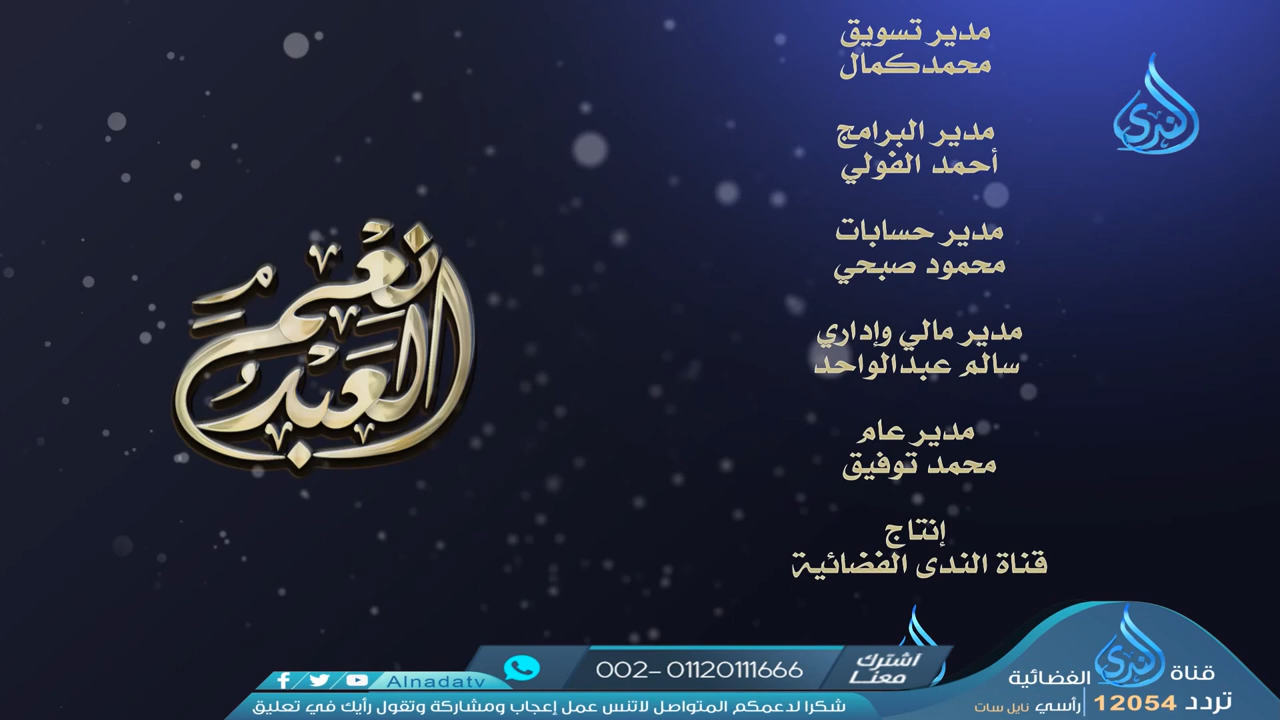 مدير تسويق
محمدكمال
مدير البرامج
أحمد الفولي
مدير حسابات
محمود صبحي
مدير مالي وإداري
سالم عبدالواحد
مدير عام
محمد توفيق
إنتاج
قناة الندى الفضائية
الندى
نعيم
العبد
اشترك
معنا
002-01120111666
Alnadatv
شكرا لدعمكم المتواصل لاتنس عمل إعجاب ومشاركة وتقول رأيك في تعليق
قناة الندى الفضائية
تردد 12054 رأسي نايل سات